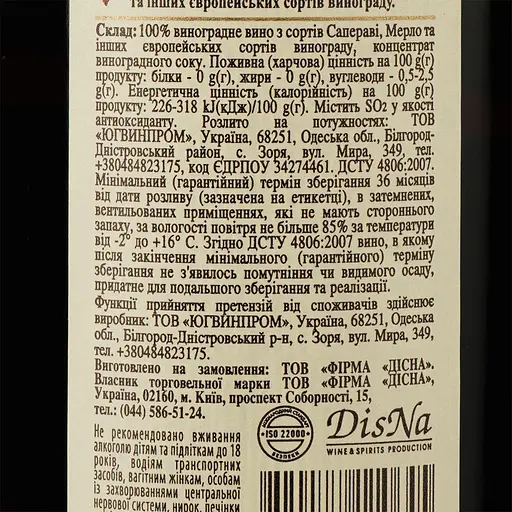 та інших європейських сортів винограду.
Склад: 100% виноградне вино з сортів Сапераві, Мерло та
інших європейських сортів винограду, концентрат
виноградного соку. Поживна (харчова) цінність на 100 g(г)
продукту: білки - 0 g(г), жири - 0 g(г), вуглеводи - 0,5-2,5
g(г). Енергетична цінність (калорійність) на 100 g(г)
продукту: 226-318 kJ(кДж)/100 g(г). Містить SO2 у якості
антиоксиданту. Розлито на потужностях: ТОВ
«ЮГВИНПРОМ», Україна, 68251, Одеська обл., Білгород-
Дністровський район, с. Зоря, вул. Мира, 349, тел.
+380484823175, код ЄДРПОУ 34274461. ДСТУ 4806:2007.
Мінімальний (гарантійний) термін зберігання 36 місяців
від дати розливу (зазначена на етикетці), в затемнених,
вентильованих приміщеннях, які не мають стороннього
запаху, за вологості повітря не більше 85% за температури
від -2° до +16° С. Згідно ДСТУ 4806:2007 вино, в якому
після закінчення мінімального (гарантійного) терміну
зберігання не з'явилось помутніння чи видимого осаду,
придатне для подальшого зберігання та реалізації.
Функції прийняття претензій від споживачів здійснює
виробник: ТОВ «ЮГВИНПРОМ», Україна, 68251, Одеська
обл., Білгород-Дністровський р-н, с. Зоря, вул. Мира, 349,
тел. +380484823175.
Виготовлено на замовлення: ТОВ «ФІРМА «ДІСНА».
Власник торговельної марки ТОВ «ФІРМА «ДІСНА»,
Україна, 02160, м. Київ, проспект Соборності, 15,
тел.: (044) 586-51-24.
ISO 22000
БЕЗПЕКИ
DisNa
WINE & SPIRITS PRODUCTION
Не рекомендовано вживання
алкоголю дітям та підліткам до 18
років, водіям транспортних
засобів, вагітним жінкам, особам
із захворюваннями центральної
нервової системи, нирок, печінки